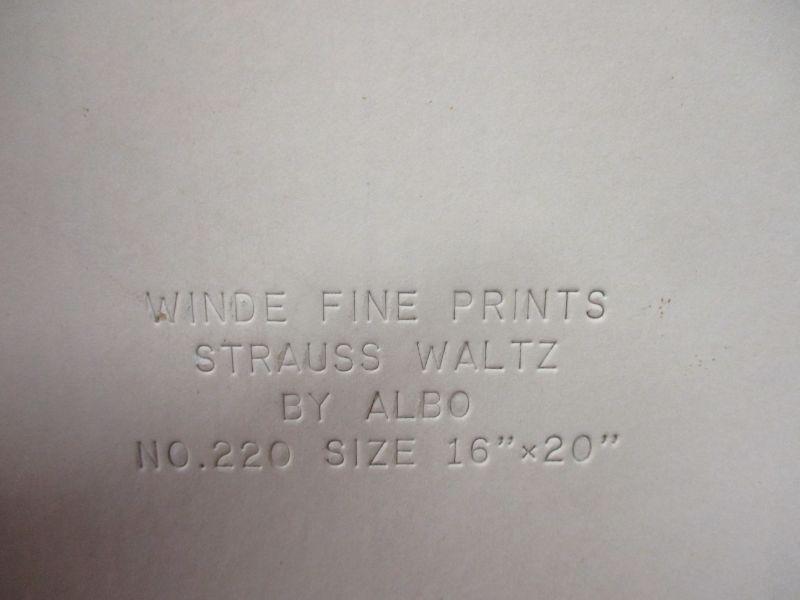 WINDE FINE PRINTS
STRAUSS WALTZ
BY ALBO
NO.220 SIZE 16"×20"